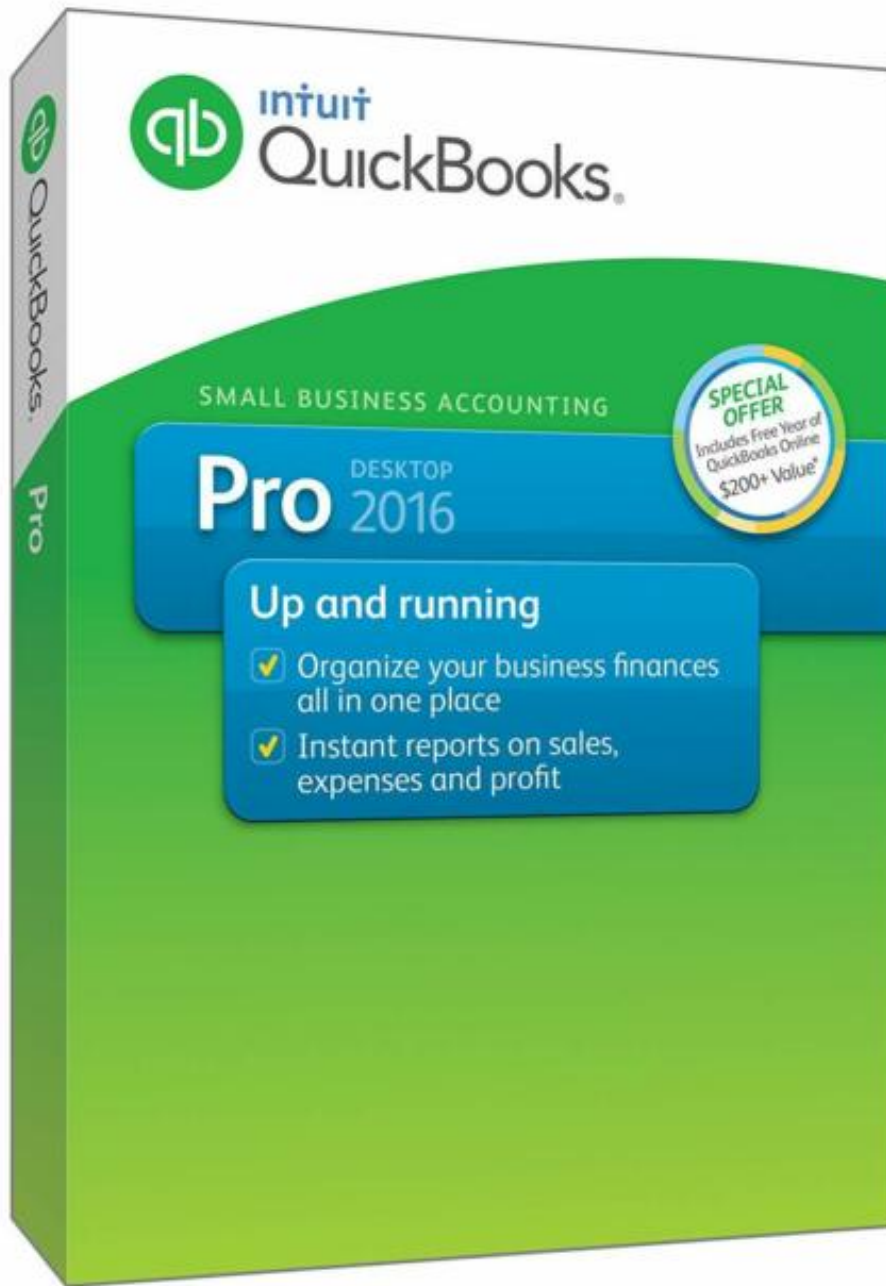 qb
intuit
QuickBooks®
qb QuickBooks. Pro
SMALL BUSINESS ACCOUNTING
Pro DESKTOP
2016
SPECIAL
OFFER
Includes Free Year of
QuickBooks Online
$200+ Value*
Up and running
Organize your business finances
all in one place
Instant reports on sales,
expenses and profit